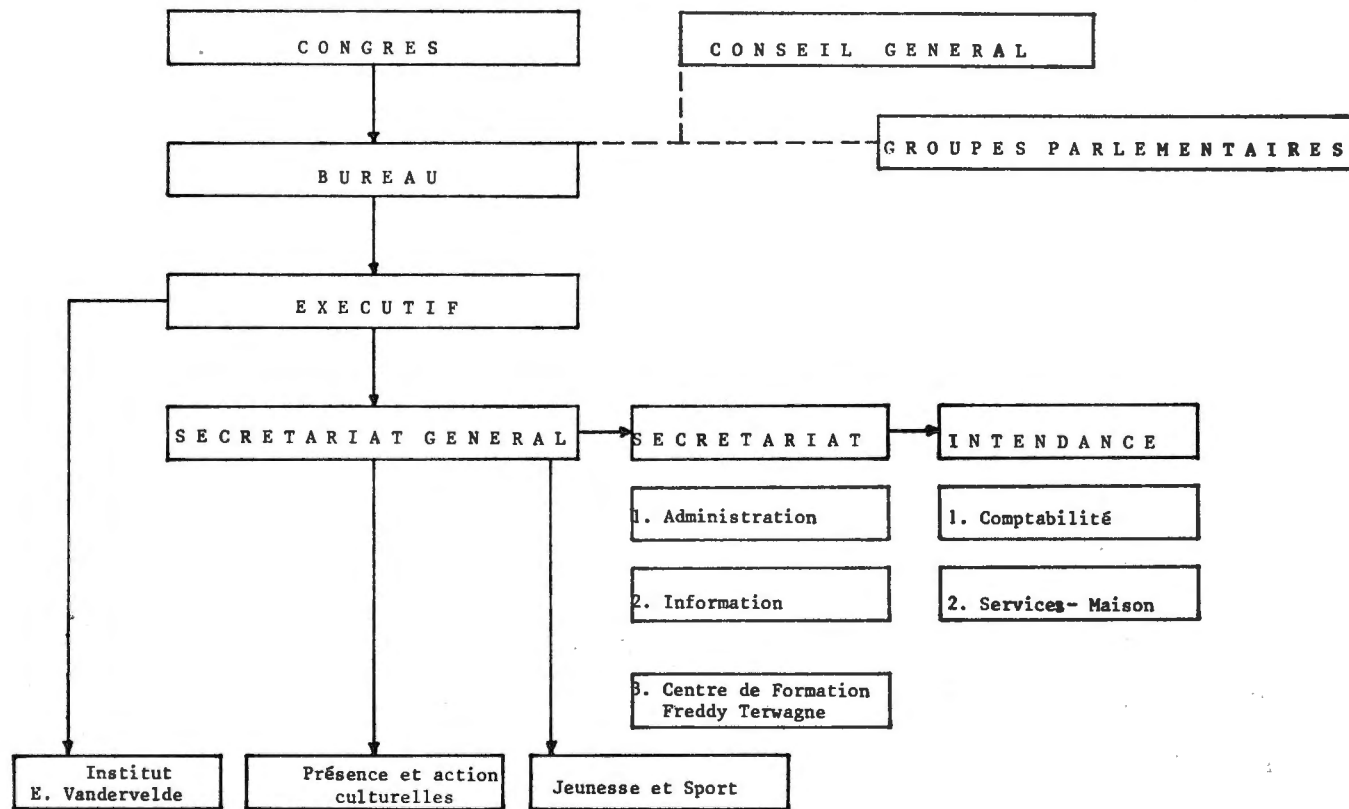 CONGRES
CONSEIL GENERAL
GROUPES PARLEMENTAIRES
BUREAU
EXECUTIF
SECRETARIAT GENERAL
SECRETARIAT
INTENDANCE
1. Administration
1. Comptabilité
2. Information
2. Services- Maison
3. Centre de Formation
Freddy Terwagne
Institut
E. Vandervelde
Présence et action
culturelles
Jeunesse et Sport